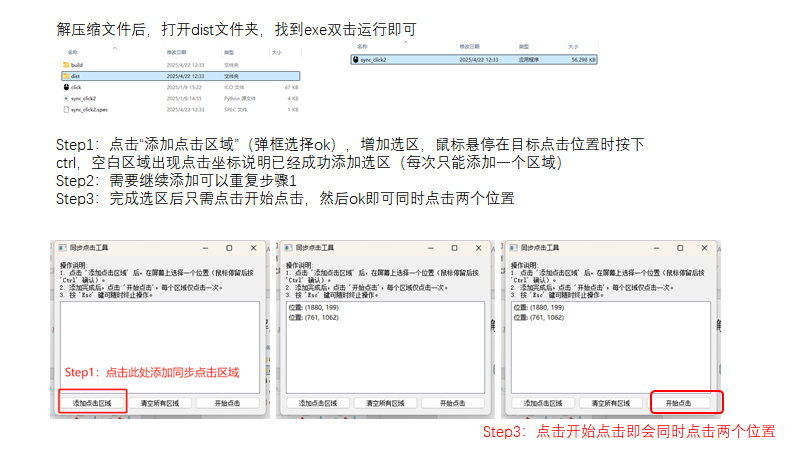 解压缩文件后，打开dist文件夹，找到exe双击运行即可
名称 修改日期 类型 大小
build 2025/4/22 12:33 文件夹
dist 2025/4/22 12:33 文件夹
click 2025/1/9 15:22 ICO 文件 67 KB
sync_click2 2025/1/9 14:55 Python 源文件 4 KB
sync_click2.spec 2025/4/22 12:33 SPEC 文件 1 KB
名称 修改日期 类型 大小
sync_click2 2025/4/22 12:33 应用程序 56,298 KB
Step1：点击“添加点击区域”（弹框选择ok），增加选区，鼠标悬停在目标点击位置时按下
ctrl，空白区域出现点击坐标说明已经成功添加选区（每次只能添加一个区域）
Step2：需要继续添加可以重复步骤1
Step3：完成选区后只需点击开始点击，然后ok即可同时点击两个位置
同步点击工具
操作说明:
1. 点击 '添加点击区域' 后，在屏幕上选择一个位置（鼠标停留后按
'Ctrl' 确认）。
2. 添加完成后，点击 '开始点击'，每个区域仅点击一次。
3. 按 'Esc' 键可随时终止操作。
Step1：点击此处添加同步点击区域
添加点击区域 清空所有区域 开始点击
同步点击工具
操作说明:
1. 点击 '添加点击区域' 后，在屏幕上选择一个位置（鼠标停留后按
'Ctrl' 确认）。
2. 添加完成后，点击 '开始点击'，每个区域仅点击一次。
3. 按 'Esc' 键可随时终止操作。
位置: (1880, 199)
位置: (761, 1062)
添加点击区域 清空所有区域 开始点击
同步点击工具
操作说明:
1. 点击 '添加点击区域' 后，在屏幕上选择一个位置（鼠标停留后按
'Ctrl' 确认）。
2. 添加完成后，点击 '开始点击'，每个区域仅点击一次。
3. 按 'Esc' 键可随时终止操作。
位置: (1880, 199)
位置: (761, 1062)
添加点击区域 清空所有区域 开始点击
Step3：点击开始点击即会同时点击两个位置